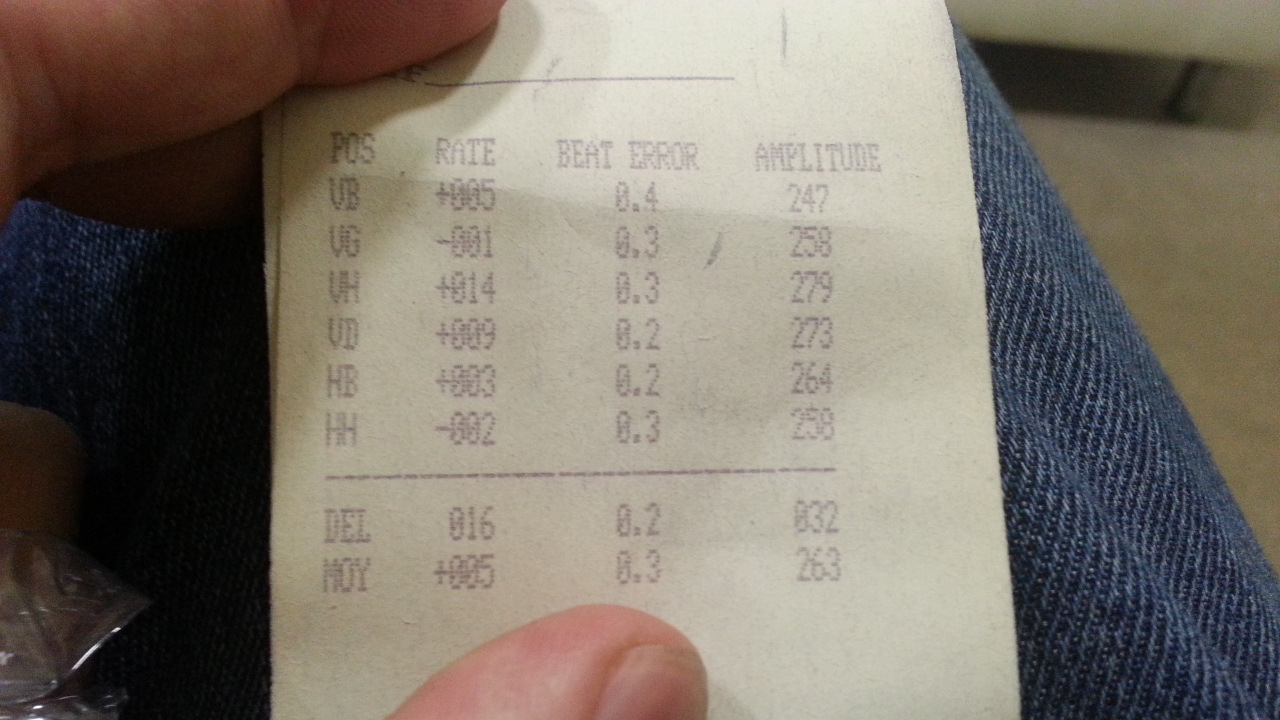 POS RATE BEAT ERROR AMPLITUDE
VB +005 0.4 247
VG -001 0.3 258
VH +014 0.3 279
VD +009 0.2 273
HB +003 0.2 264
HH -002 0.3 258
DEL 016 0.2 032
MOY +005 0.3 263